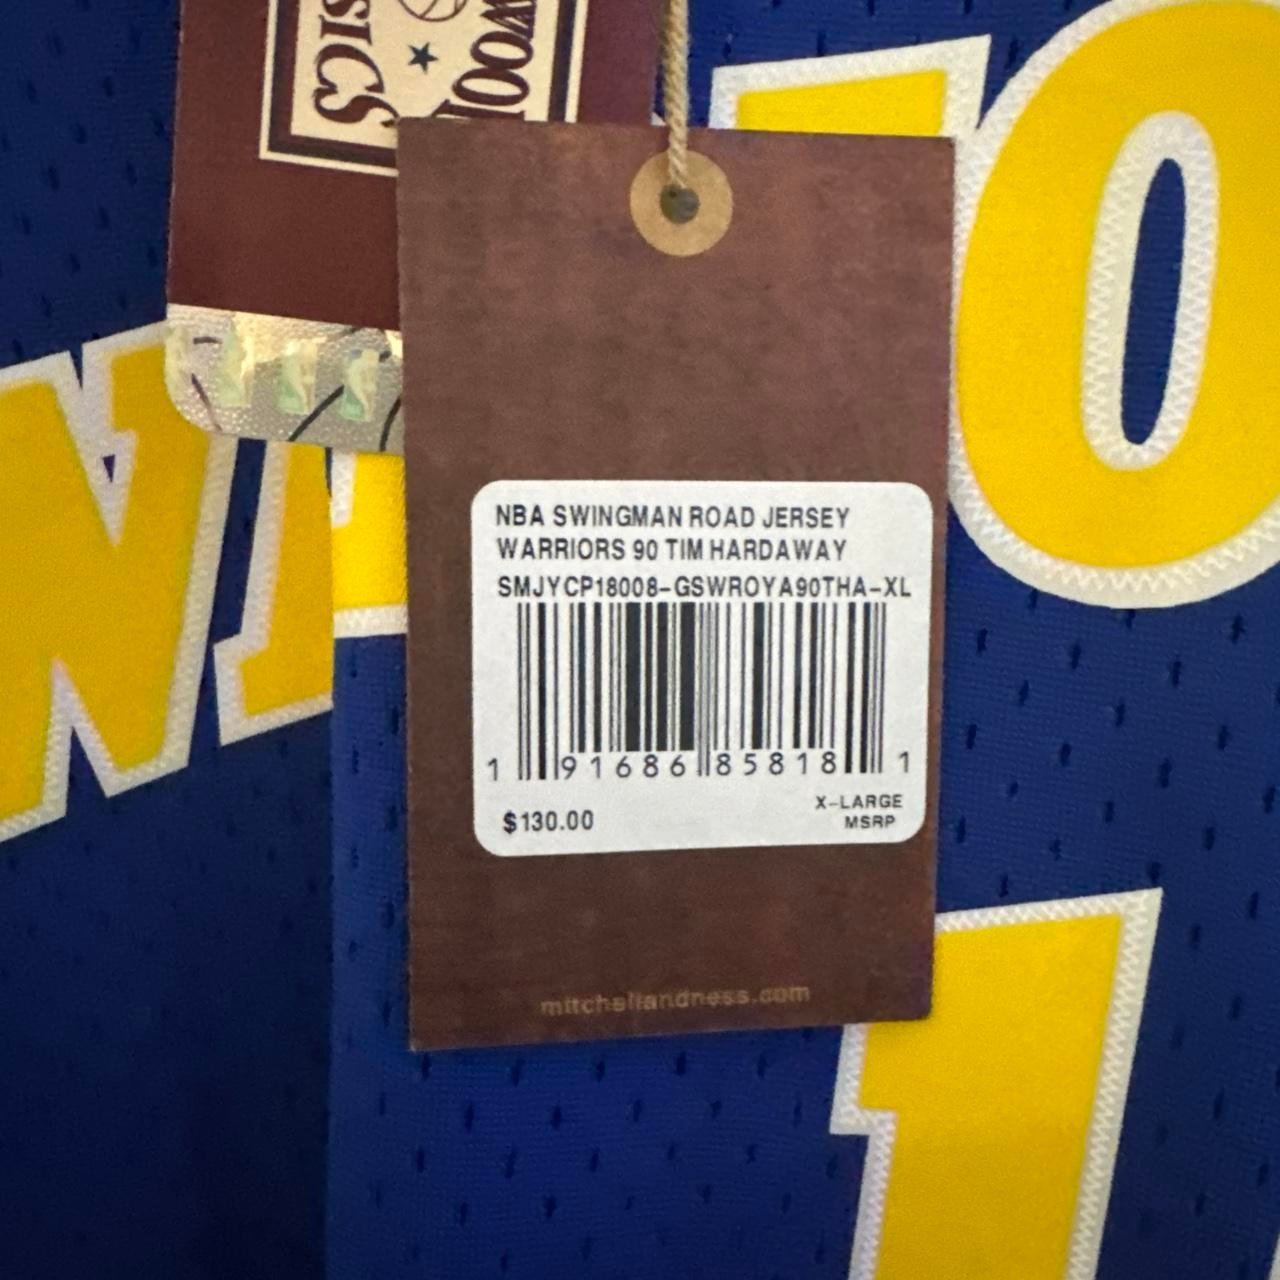 NBA SWINGMAN ROAD JERSEY
WARRIORS 90 TIM HARDAWAY
SMJYCP18008-GSWROYA90THA-XL
1 91686 85818 1
$130.00
X-LARGE
MSRP
mitchellandness.com
1